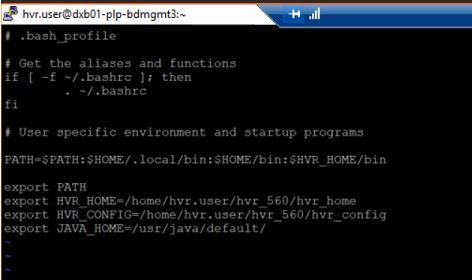 hvr.user@dxb01-plp-bdmgmt3:~
# .bash_profile
# Get the aliases and functions
if [ -f ~/.bashrc ]; then
. ~/.bashrc
fi
# User specific environment and startup programs
PATH=$PATH:$HOME/.local/bin:$HOME/bin:$HVR_HOME/bin
export PATH
export HVR_HOME=/home/hvr.user/hvr_560/hvr_home
export HVR_CONFIG=/home/hvr.user/hvr_560/hvr_config
export JAVA_HOME=/usr/java/default/
~
~
~